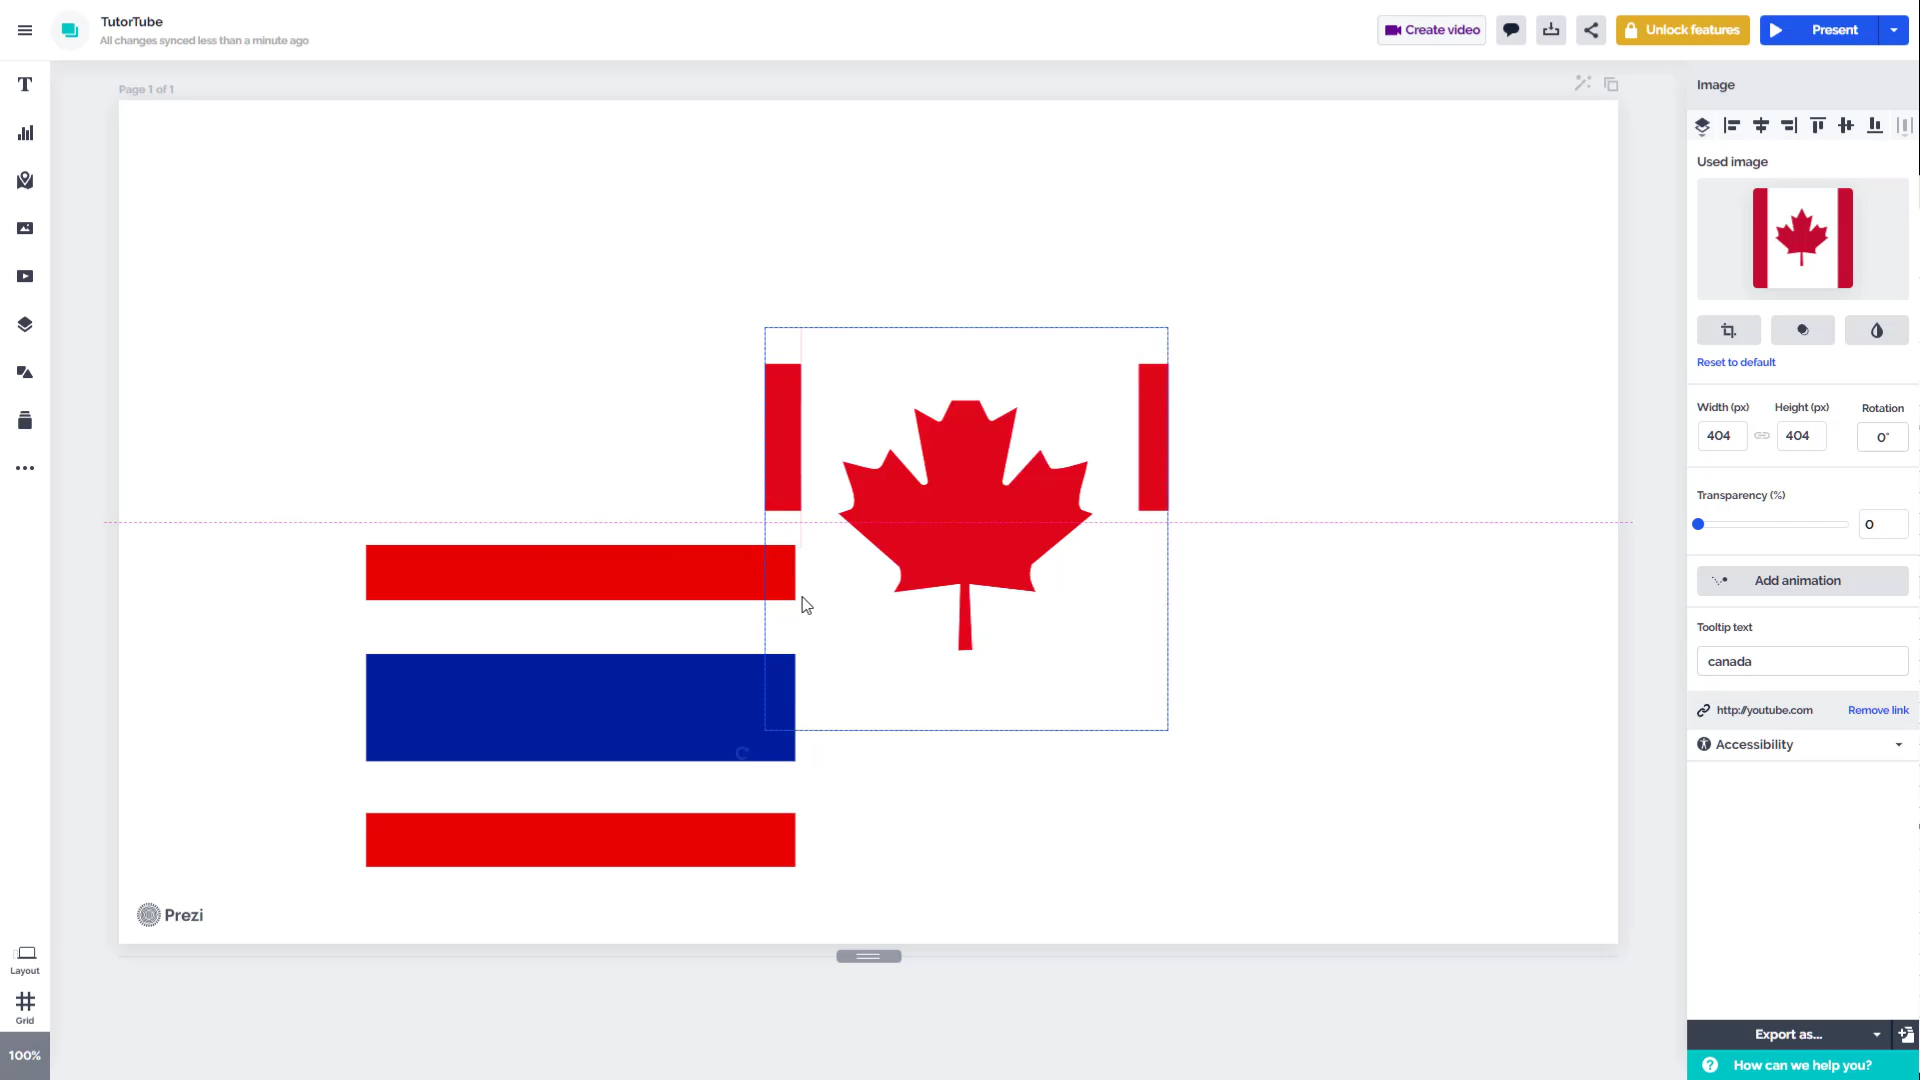 TutorTube
All changes synced less than a minute ago
Create video
Unlock features
Present
Page 1 of 1
Image
Used image
Reset to default
Width (px) Height (px) Rotation
404 404 0°
Transparency (%)
0
Add animation
Tooltip text
canada
http://youtube.com Remove link
Accessibility
Prezi
Layout
Grid
100%
Export as...
? How can we help you?